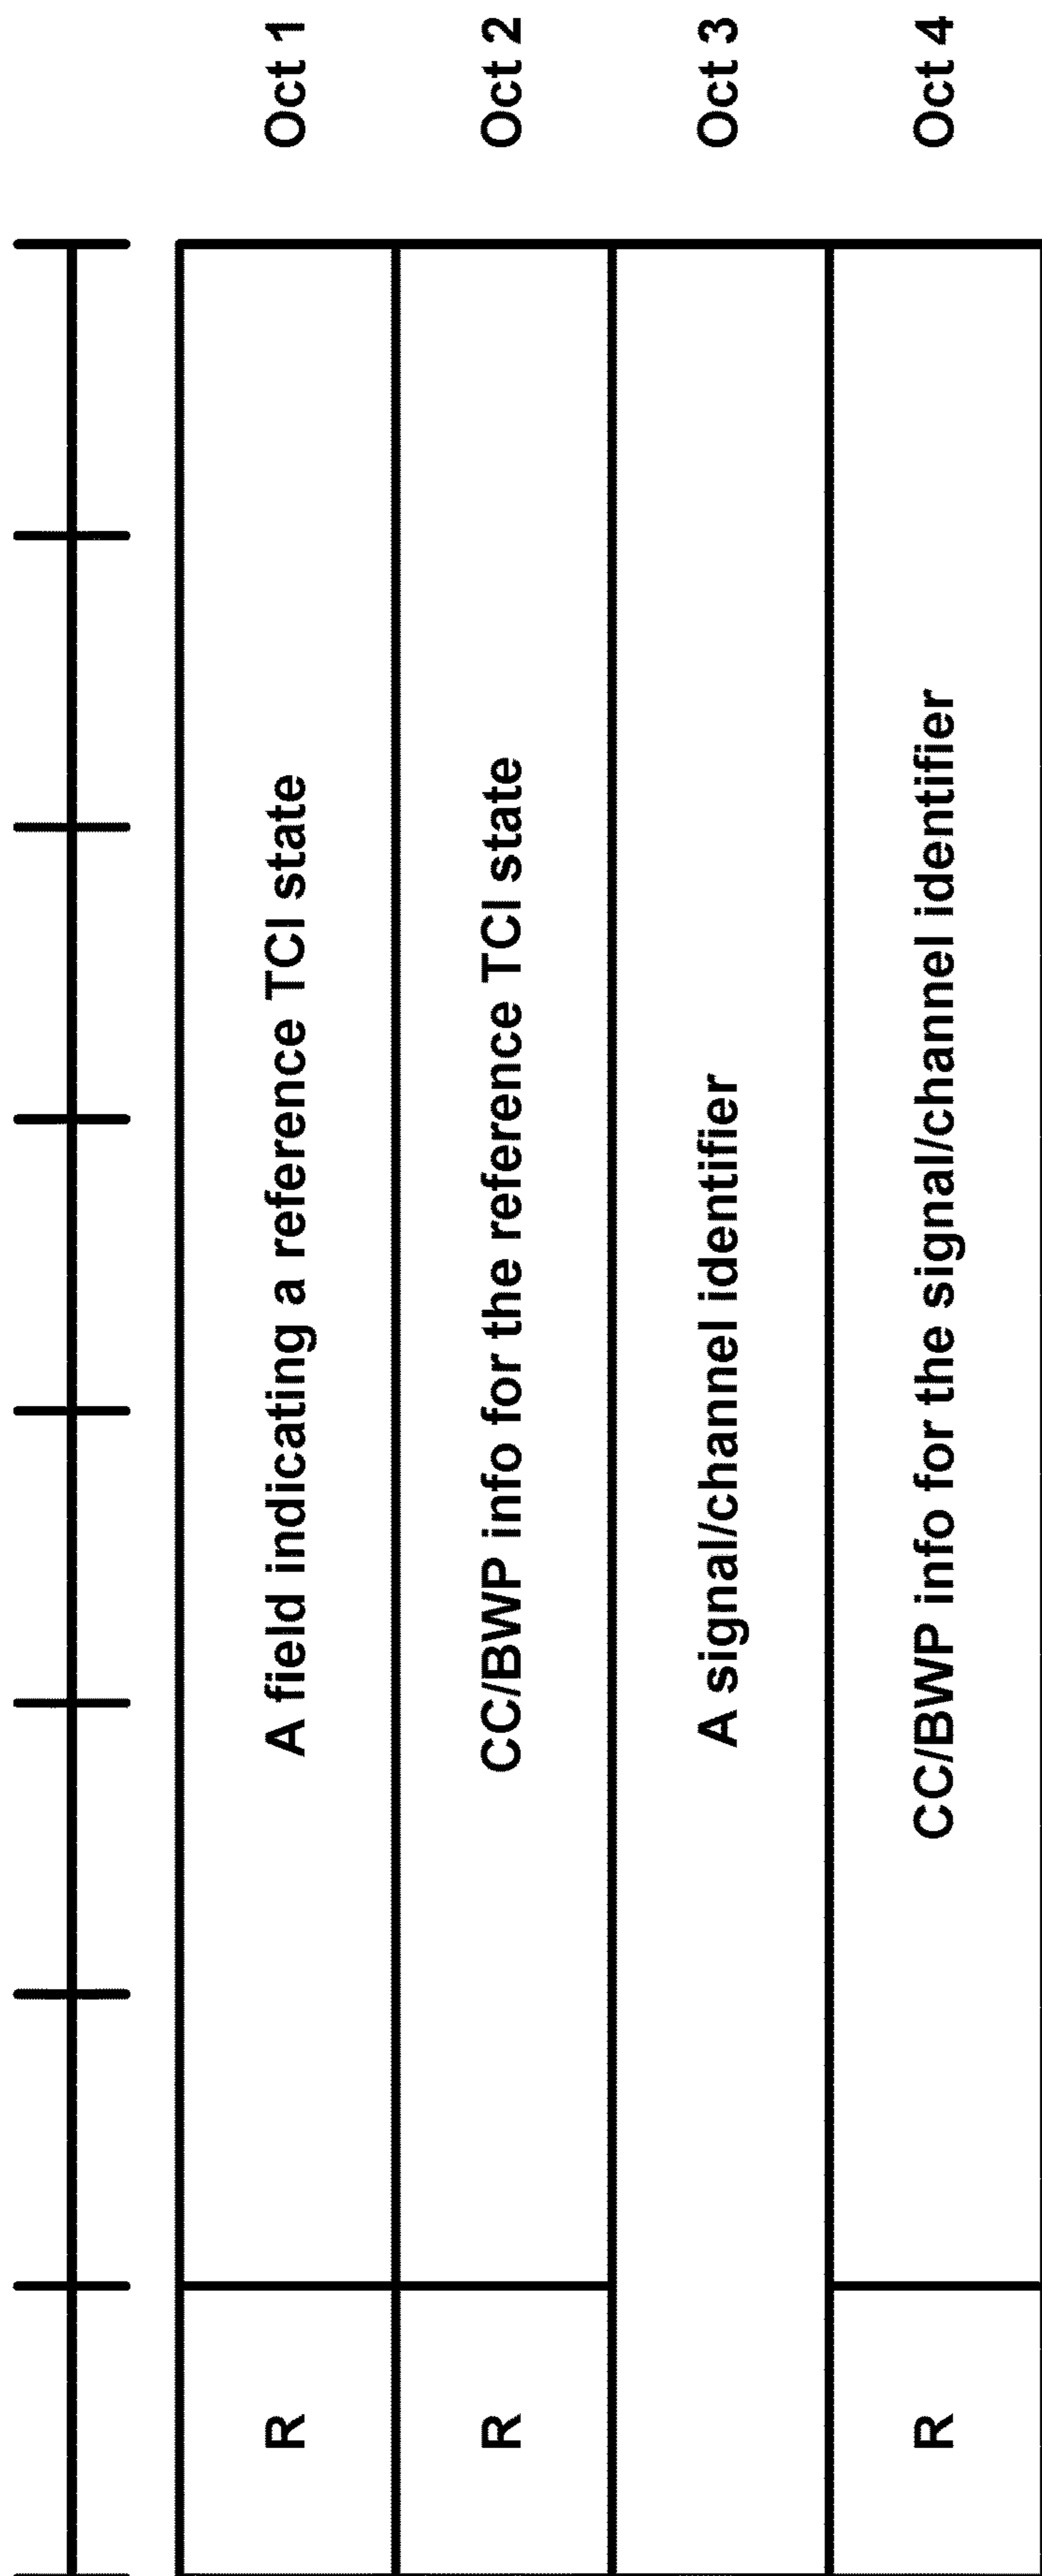 R A field indicating a reference TCI state Oct 1
R CC/BWP info for the reference TCI state Oct 2
A signal/channel identifier Oct 3
R CC/BWP info for the signal/channel identifier Oct 4